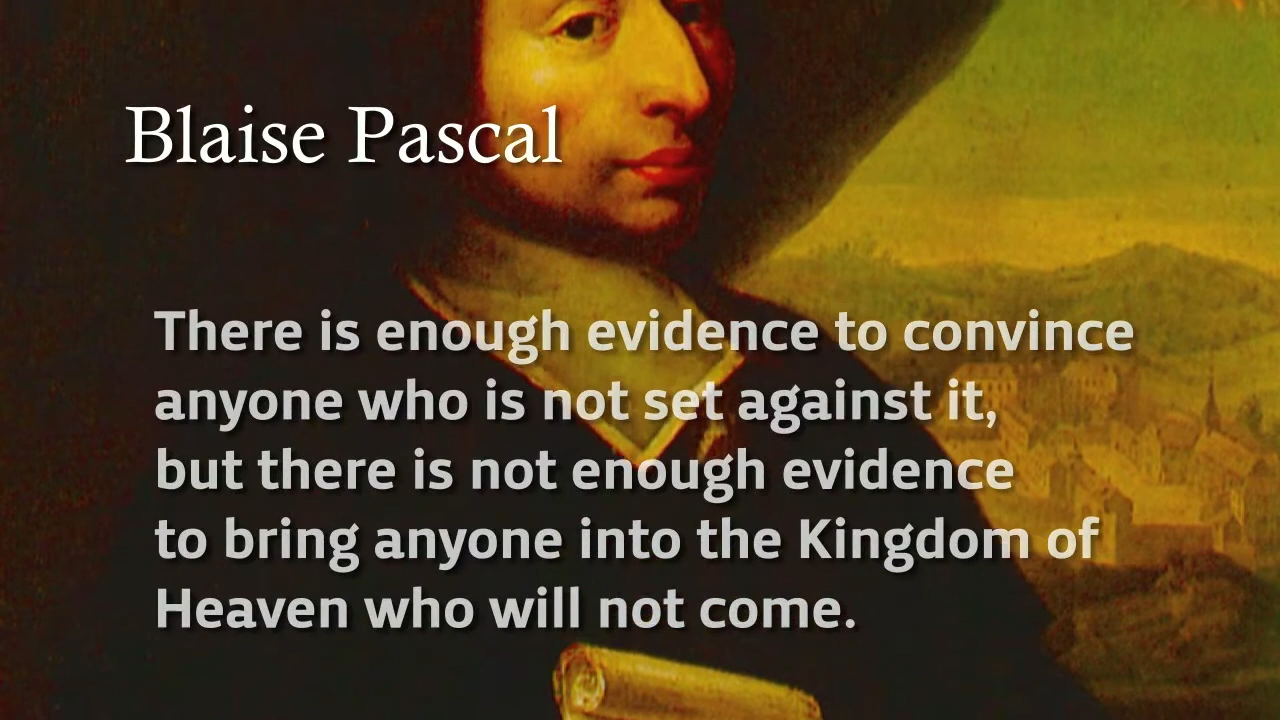 Blaise Pascal
There is enough evidence to convince
anyone who is not set against it,
but there is not enough evidence
to bring anyone into the Kingdom of
Heaven who will not come.